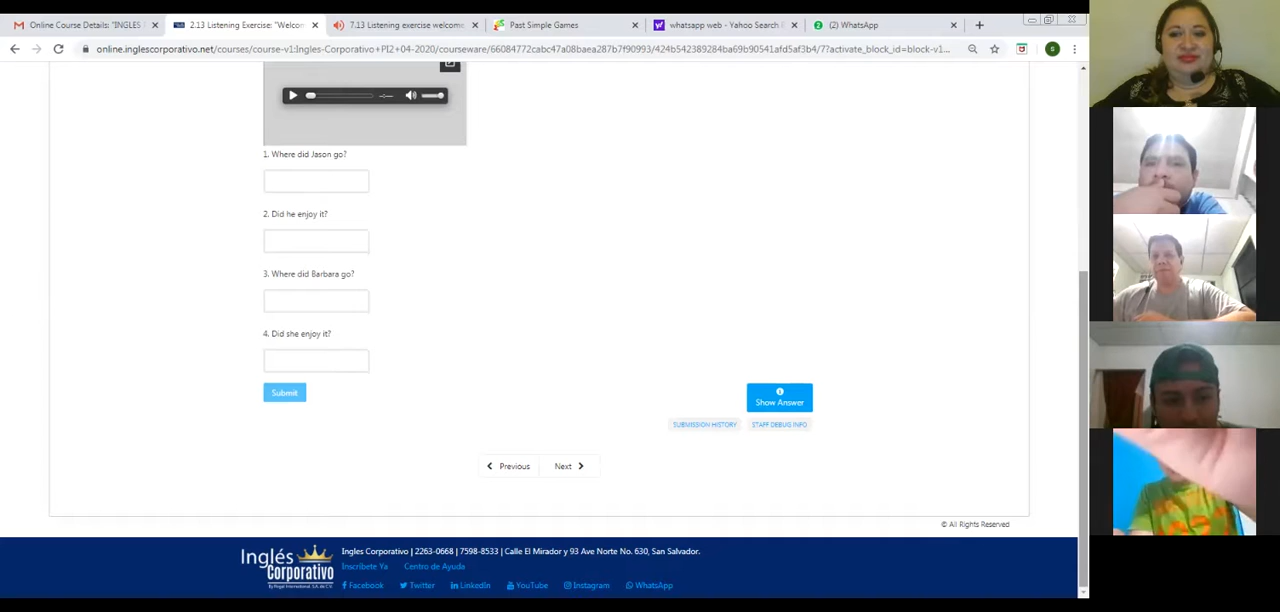 Online Course Details: "INGLES
2.13 Listening Exercise: "Welcom
7.13 Listening exercise welcome
Past Simple Games
whatsapp web - Yahoo Search
(2) WhatsApp
online.inglescorporativo.net/courses/course-v1:Ingles-Corporativo+PI2+04-2020/courseware/66084772cabc47a08baea287b7f90993/424b542389284ba69b90541afd5af3b4/7?activate_block_id=block-v1...
S
1. Where did Jason go?
2. Did he enjoy it?
3. Where did Barbara go?
4. Did she enjoy it?
Submit
Show Answer
SUBMISSION HISTORY
STAFF DEBUG INFO
Previous
Next
© All Rights Reserved
Inglés
Corporativo
Ingles Corporativo | 2263-0668 | 7598-8533 | Calle El Mirador y 93 Ave Norte No. 630, San Salvador.
Inscríbete Ya
Centro de Ayuda
Facebook
Twitter
LinkedIn
YouTube
Instagram
WhatsApp